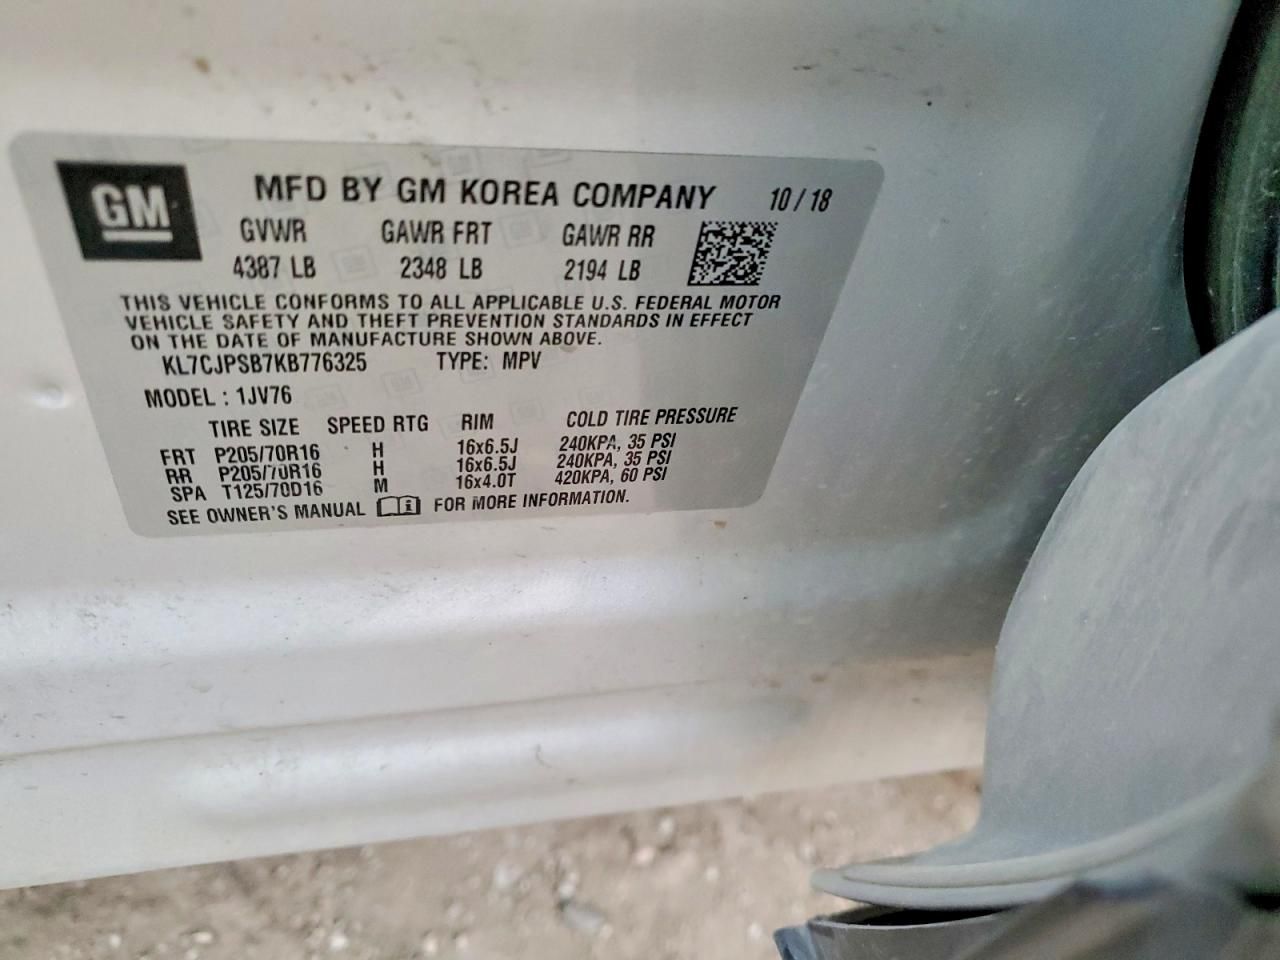 GM MFD BY GM KOREA COMPANY 10/18
GVWR GAWR FRT GAWR RR
4387 LB 2348 LB 2194 LB
THIS VEHICLE CONFORMS TO ALL APPLICABLE U.S. FEDERAL MOTOR
VEHICLE SAFETY AND THEFT PREVENTION STANDARDS IN EFFECT
ON THE DATE OF MANUFACTURE SHOWN ABOVE.
KL7CJPSB7KB776325 TYPE: MPV
MODEL : 1JV76
TIRE SIZE SPEED RTG RIM COLD TIRE PRESSURE
FRT P205/70R16 H 16x6.5J 240KPA, 35 PSI
RR P205/70R16 H 16x6.5J 240KPA, 35 PSI
SPA T125/70D16 M 16x4.0T 420KPA, 60 PSI
SEE OWNER'S MANUAL FOR MORE INFORMATION.